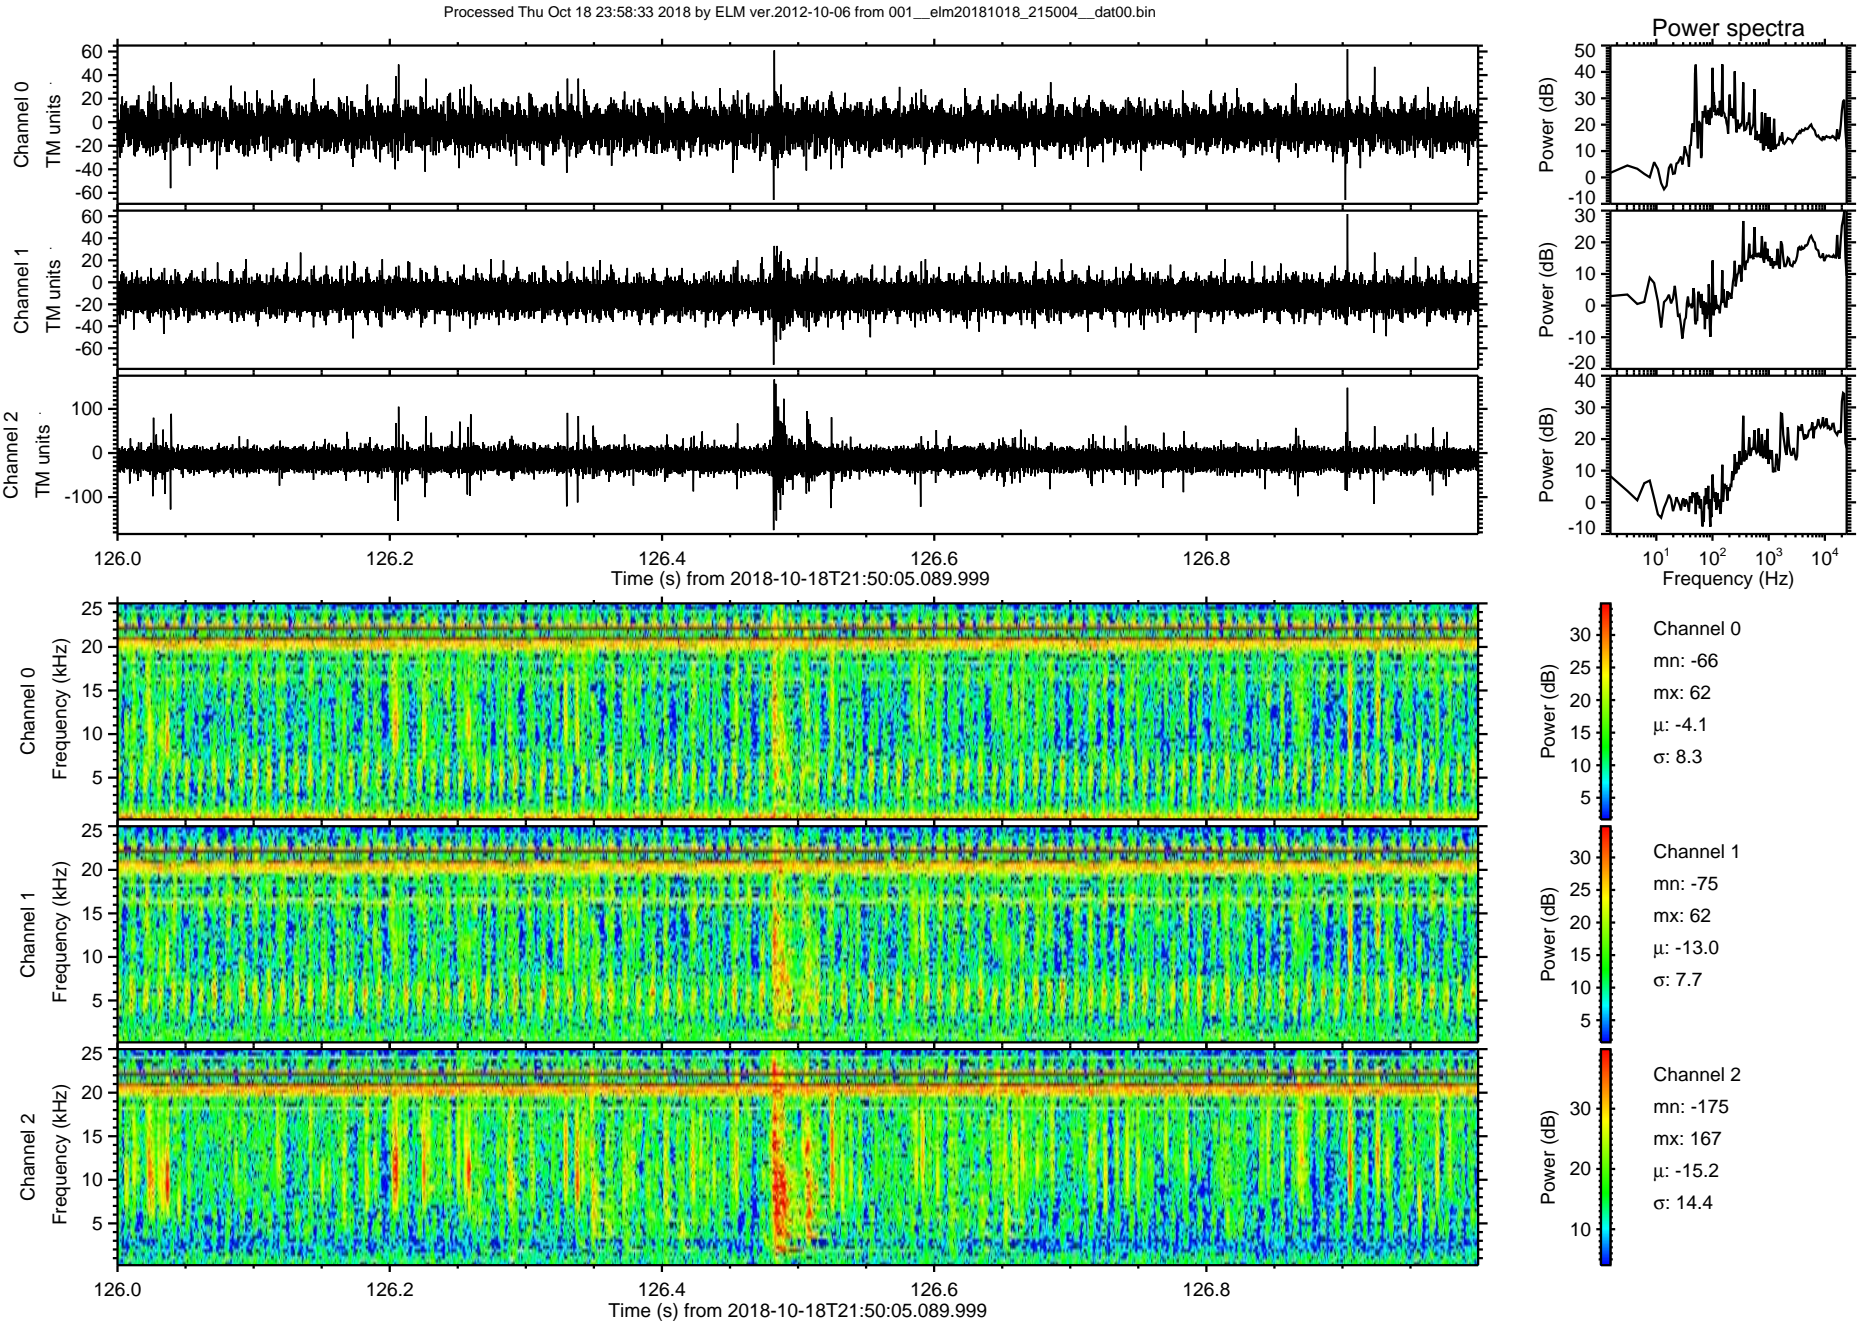 Processed Thu Oct 18 23:58:33 2018 by ELM ver.2012-10-06 from 001__elm20181018_215004__dat00.bin
Power spectra
Channel 0
TM units
60
40
20
0
-20
-40
-60
Power (dB)
50
40
30
20
10
0
-10
Channel 1
TM units
60
40
20
0
-20
-40
-60
Power (dB)
30
20
10
0
-10
-20
Channel 2
TM units
100
0
-100
Power (dB)
40
30
20
10
0
-10
126.0 126.2 126.4 126.6 126.8
Time (s) from 2018-10-18T21:50:05.089.999
10^1 10^2 10^3 10^4
Frequency (Hz)
Channel 0
Frequency (kHz)
25
20
15
10
5
Power (dB)
30
25
20
15
10
5
Channel 0
mn: -66
mx: 62
μ: -4.1
σ: 8.3
Channel 1
Frequency (kHz)
25
20
15
10
5
Power (dB)
30
25
20
15
10
5
Channel 1
mn: -75
mx: 62
μ: -13.0
σ: 7.7
Channel 2
Frequency (kHz)
25
20
15
10
5
Power (dB)
30
20
10
Channel 2
mn: -175
mx: 167
μ: -15.2
σ: 14.4
126.0 126.2 126.4 126.6 126.8
Time (s) from 2018-10-18T21:50:05.089.999